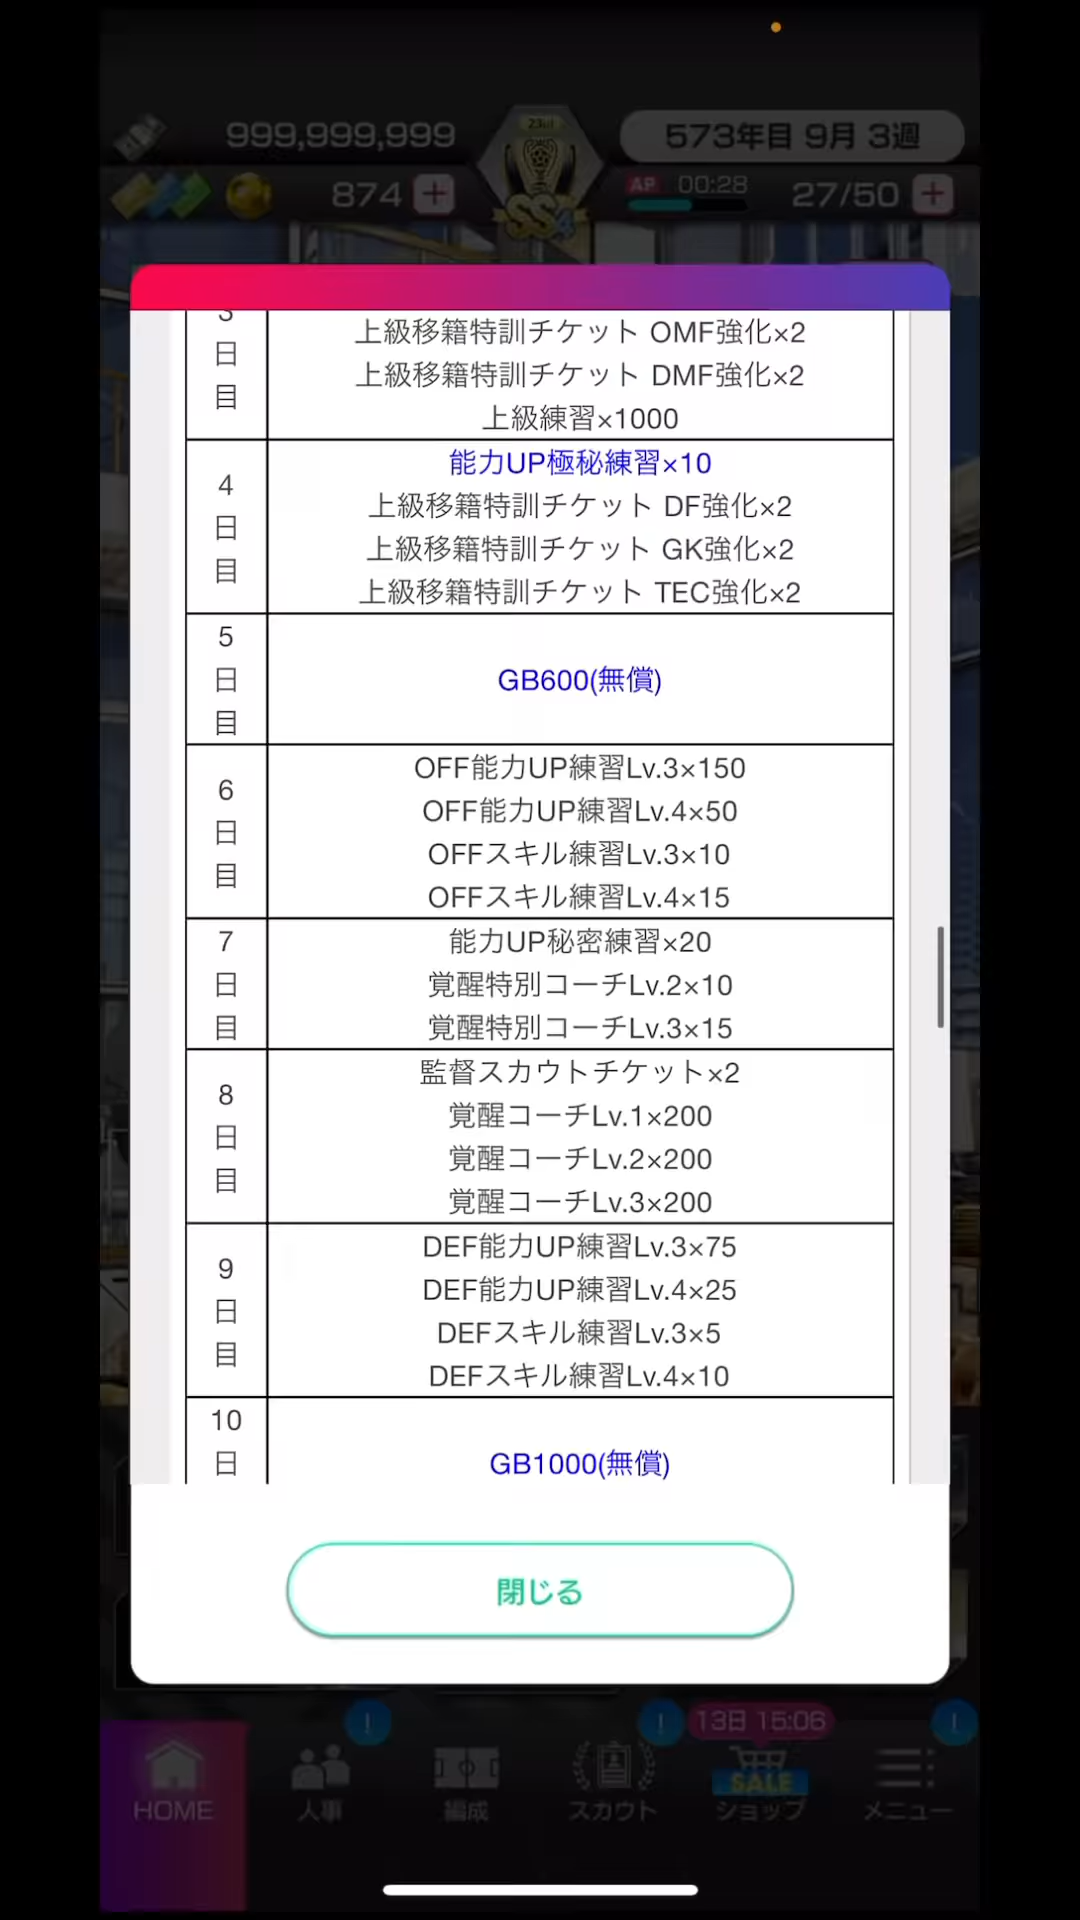 23rd
999,999,999
573年目 9月 3週
874
SS4
AP 00:28
27/50
3
日
目
上級移籍特訓チケット OMF強化×2
上級移籍特訓チケット DMF強化×2
上級練習×1000
4
日
目
能力UP極秘練習×10
上級移籍特訓チケット DF強化×2
上級移籍特訓チケット GK強化×2
上級移籍特訓チケット TEC強化×2
5
日
目
GB600(無償)
6
日
目
OFF能力UP練習Lv.3×150
OFF能力UP練習Lv.4×50
OFFスキル練習Lv.3×10
OFFスキル練習Lv.4×15
7
日
目
能力UP秘密練習×20
覚醒特別コーチLv.2×10
覚醒特別コーチLv.3×15
8
日
目
監督スカウトチケット×2
覚醒コーチLv.1×200
覚醒コーチLv.2×200
覚醒コーチLv.3×200
9
日
目
DEF能力UP練習Lv.3×75
DEF能力UP練習Lv.4×25
DEFスキル練習Lv.3×5
DEFスキル練習Lv.4×10
10
日
GB1000(無償)
閉じる
13日 15:06
SALE
HOME
人事
編成
スカウト
ショップ
メニュー